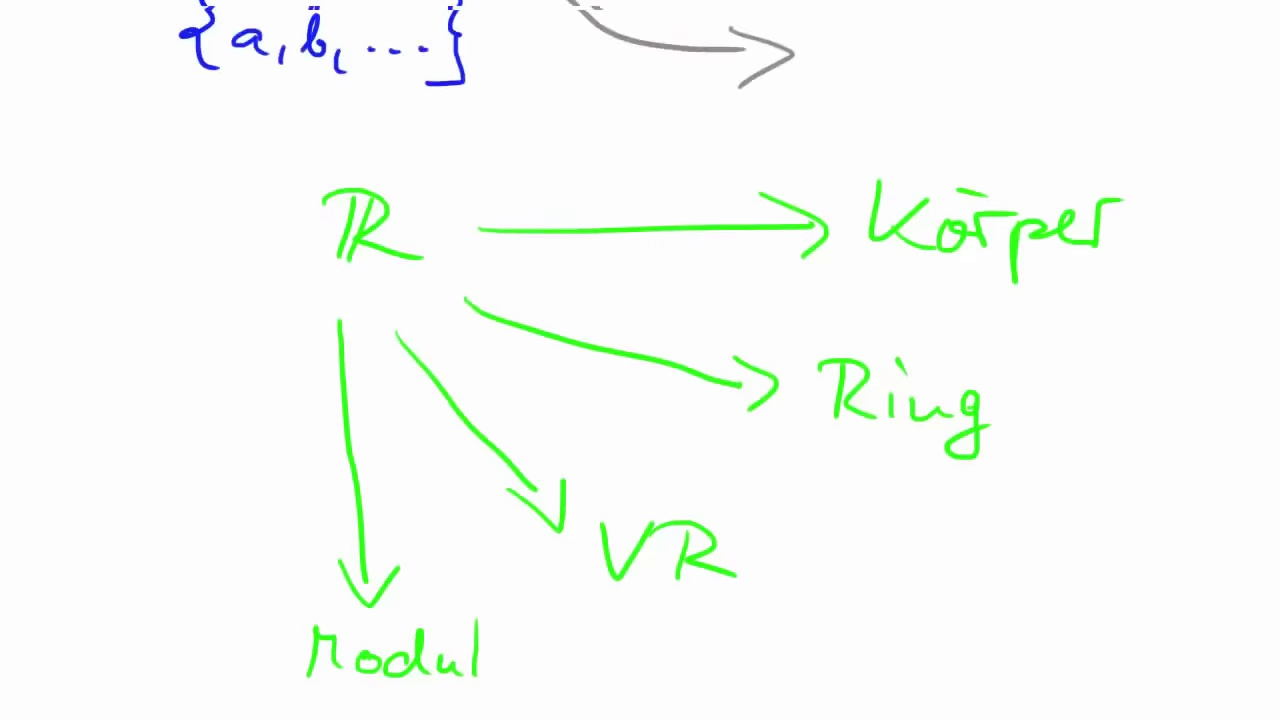 {a, b, ...}
ℝ Körper
Ring
VR
Modul